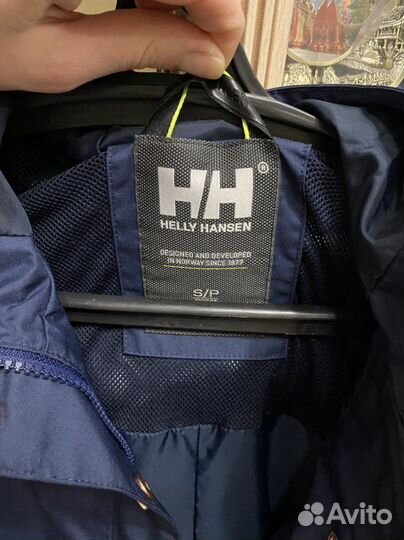 HH®
HELLY HANSEN
DESIGNED AND DEVELOPED
IN NORWAY SINCE 1877
S/P
Avito